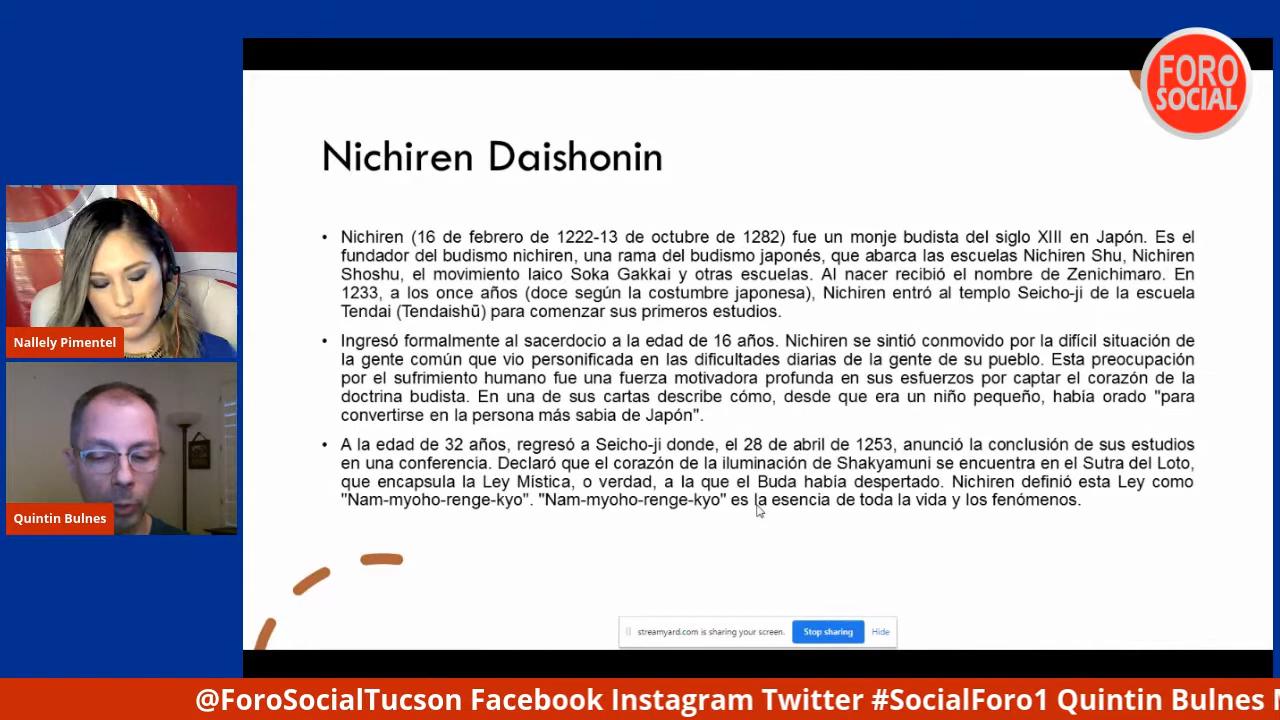 FORO
SOCIAL
Nichiren Daishonin
• Nichiren (16 de febrero de 1222-13 de octubre de 1282) fue un monje budista del siglo XIII en Japón. Es el
fundador del budismo nichiren, una rama del budismo japonés, que abarca las escuelas Nichiren Shu, Nichiren
Shoshu, el movimiento laico Soka Gakkai y otras escuelas. Al nacer recibió el nombre de Zenichimaro. En
1233, a los once años (doce según la costumbre japonesa), Nichiren entró al templo Seicho-ji de la escuela
Tendai (Tendaishū) para comenzar sus primeros estudios.
• Ingresó formalmente al sacerdocio a la edad de 16 años. Nichiren se sintió conmovido por la difícil situación de
la gente común que vio personificada en las dificultades diarias de la gente de su pueblo. Esta preocupación
por el sufrimiento humano fue una fuerza motivadora profunda en sus esfuerzos por captar el corazón de la
doctrina budista. En una de sus cartas describe cómo, desde que era un niño pequeño, había orado "para
convertirse en la persona más sabia de Japón".
• A la edad de 32 años, regresó a Seicho-ji donde, el 28 de abril de 1253, anunció la conclusión de sus estudios
en una conferencia. Declaró que el corazón de la iluminación de Shakyamuni se encuentra en el Sutra del Loto,
que encapsula la Ley Mística, o verdad, a la que el Buda había despertado. Nichiren definió esta Ley como
"Nam-myoho-renge-kyo". "Nam-myoho-renge-kyo" es la esencia de toda la vida y los fenómenos.
Nallely Pimentel
Quintin Bulnes
streamyard.com is sharing your screen. Stop sharing Hide
@ForoSocialTucson Facebook Instagram Twitter #SocialForo1 Quintin Bulnes